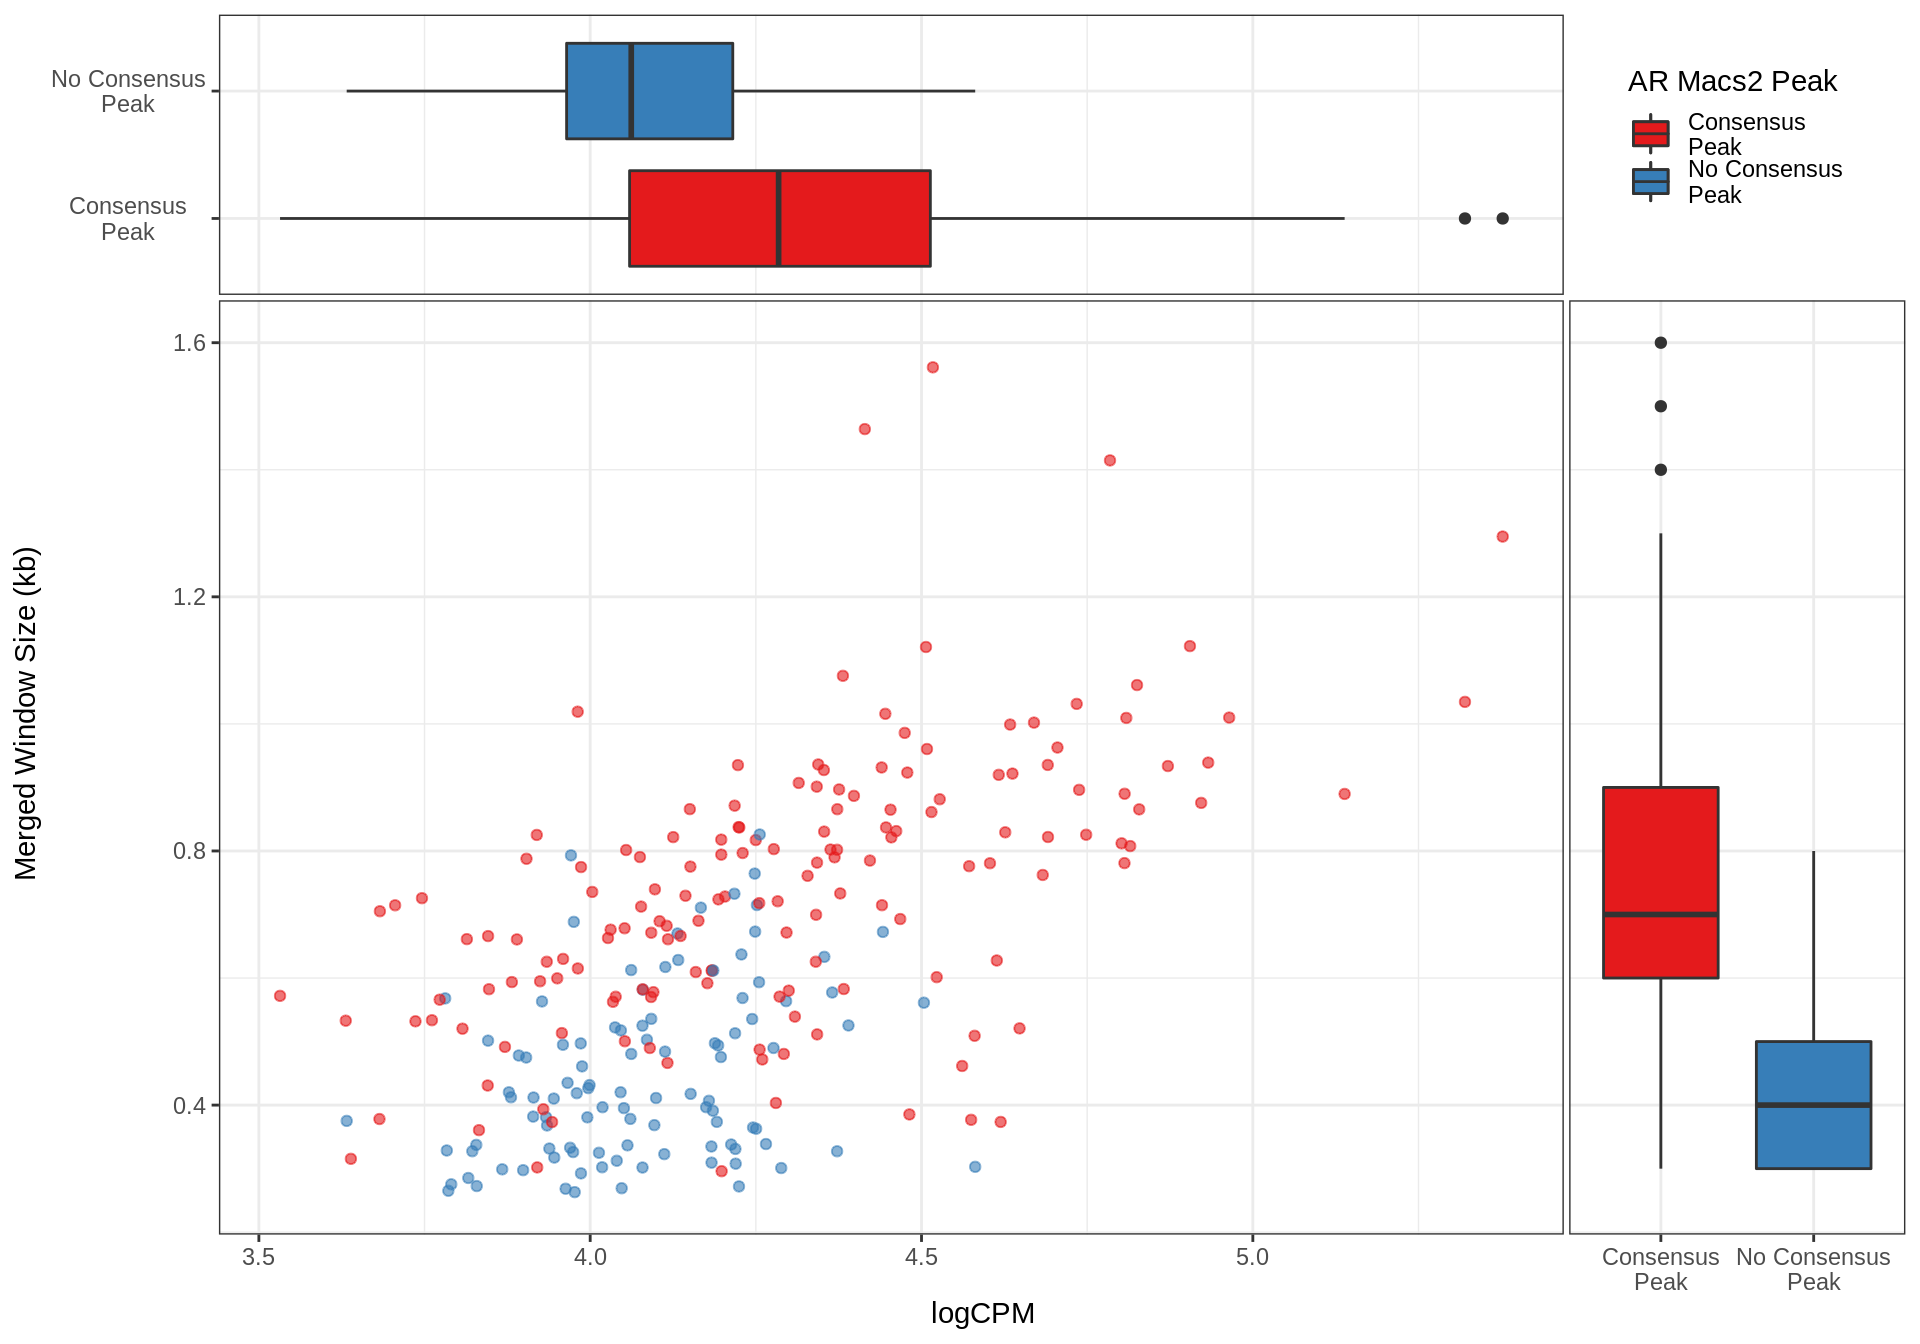 No Consensus
Peak
Consensus
Peak
AR Macs2 Peak
Consensus
Peak
No Consensus
Peak
Merged Window Size (kb)
1.6
1.2
0.8
0.4
3.5
4.0
4.5
5.0
logCPM
Consensus
Peak
No Consensus
Peak